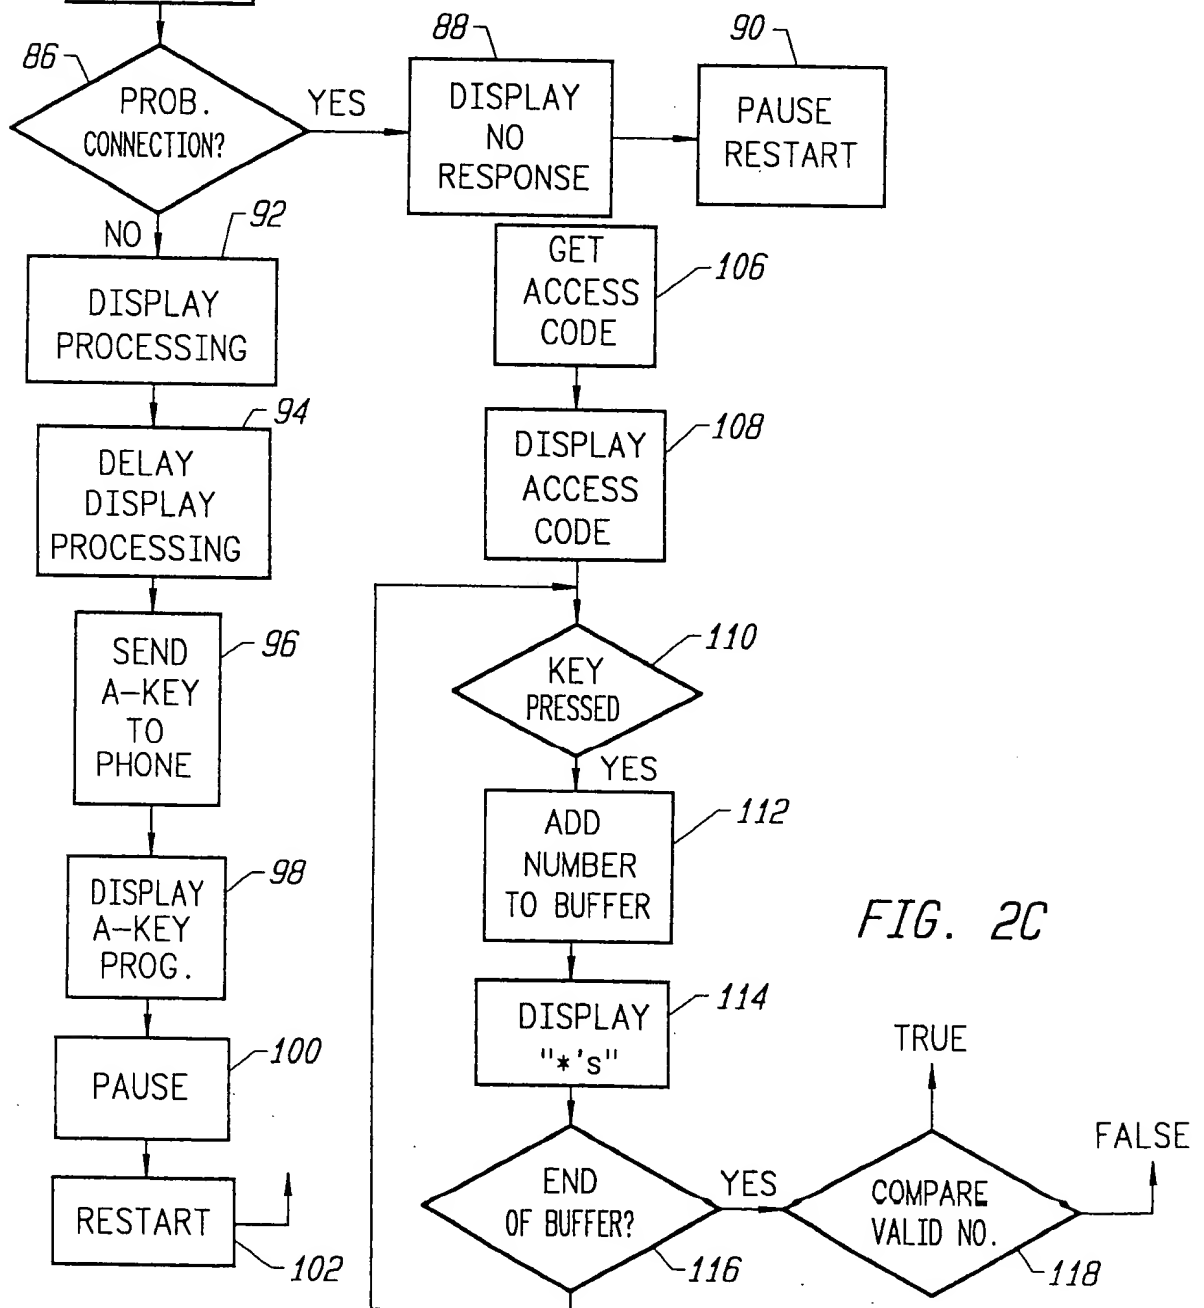 86
PROB.
CONNECTION?
YES
88
DISPLAY
NO
RESPONSE
90
PAUSE
RESTART
NO
92
DISPLAY
PROCESSING
94
DELAY
DISPLAY
PROCESSING
96
SEND
A-KEY
TO
PHONE
98
DISPLAY
A-KEY
PROG.
100
PAUSE
RESTART
102
GET
ACCESS
CODE
106
DISPLAY
ACCESS
CODE
108
KEY
PRESSED
110
YES
ADD
NUMBER
TO BUFFER
112
DISPLAY
"*'s"
114
END
OF BUFFER?
116
YES
COMPARE
VALID NO.
118
TRUE
FALSE
FIG. 2C